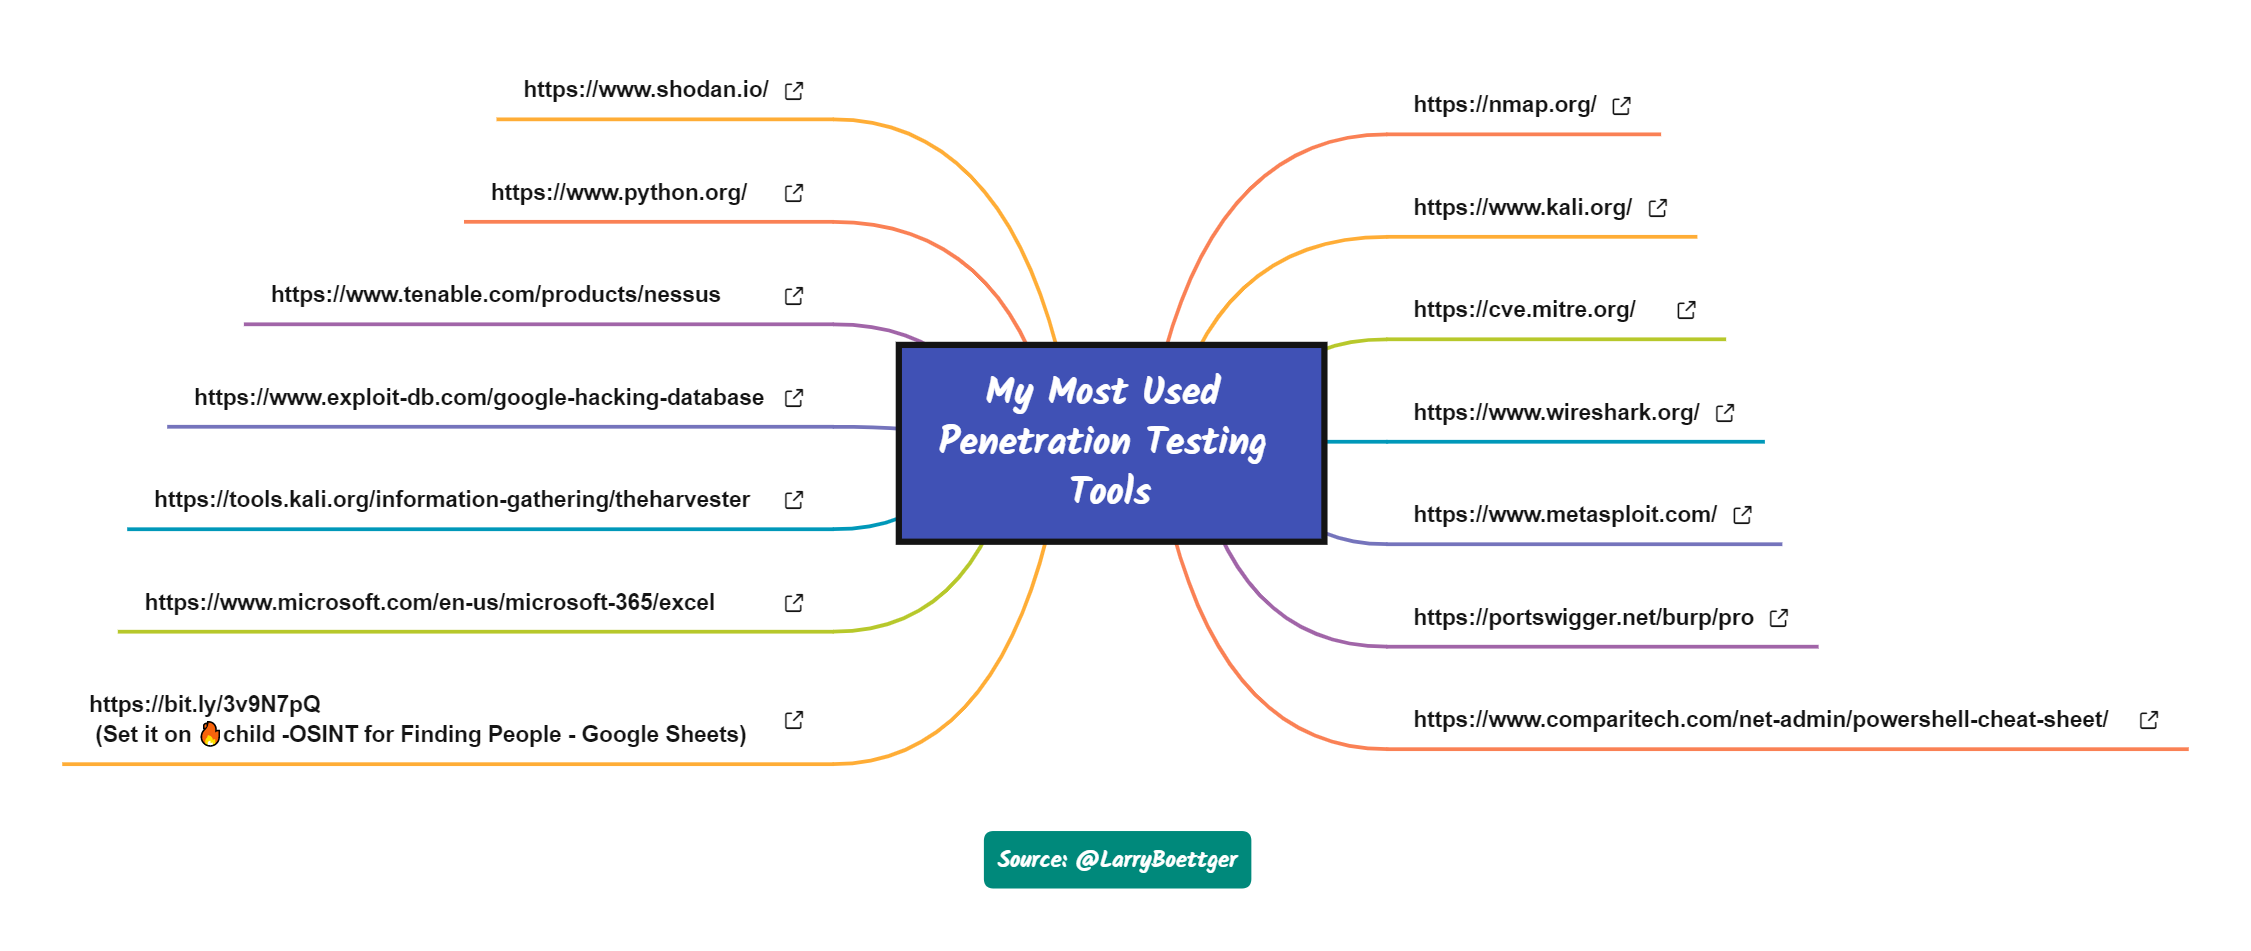 My Most Used
Penetration Testing
Tools
https://nmap.org/
https://www.kali.org/
https://cve.mitre.org/
https://www.wireshark.org/
https://www.metasploit.com/
https://portswigger.net/burp/pro
https://www.comparitech.com/net-admin/powershell-cheat-sheet/
https://www.shodan.io/
https://www.python.org/
https://www.tenable.com/products/nessus
https://www.exploit-db.com/google-hacking-database
https://tools.kali.org/information-gathering/theharvester
https://www.microsoft.com/en-us/microsoft-365/excel
https://bit.ly/3v9N7pQ
(Set it on 🔥child -OSINT for Finding People - Google Sheets)
Source: @LarryBoettger